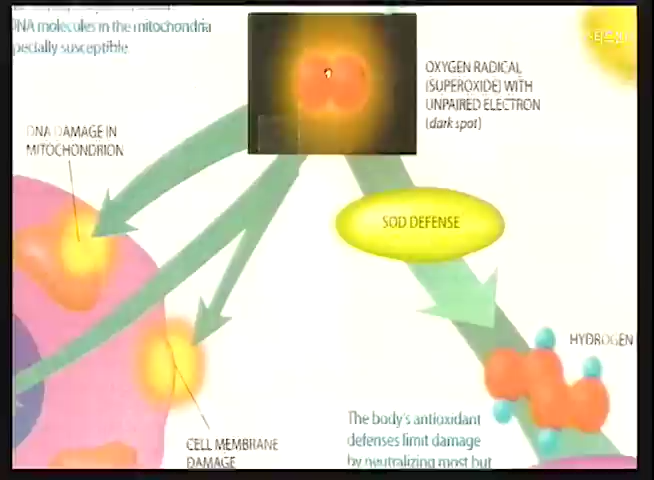 DNA molecules in the mitochondria
pecially susceptible.
OXYGEN RADICAL
(SUPEROXIDE) WITH
UNPAIRED ELECTRON
(dark spot)
DNA DAMAGE IN
MITOCHONDRION
SOD DEFENSE
HYDROGEN
The body's antioxidant
defenses limit damage
by neutralizing most but
CELL MEMBRANE
DAMAGE